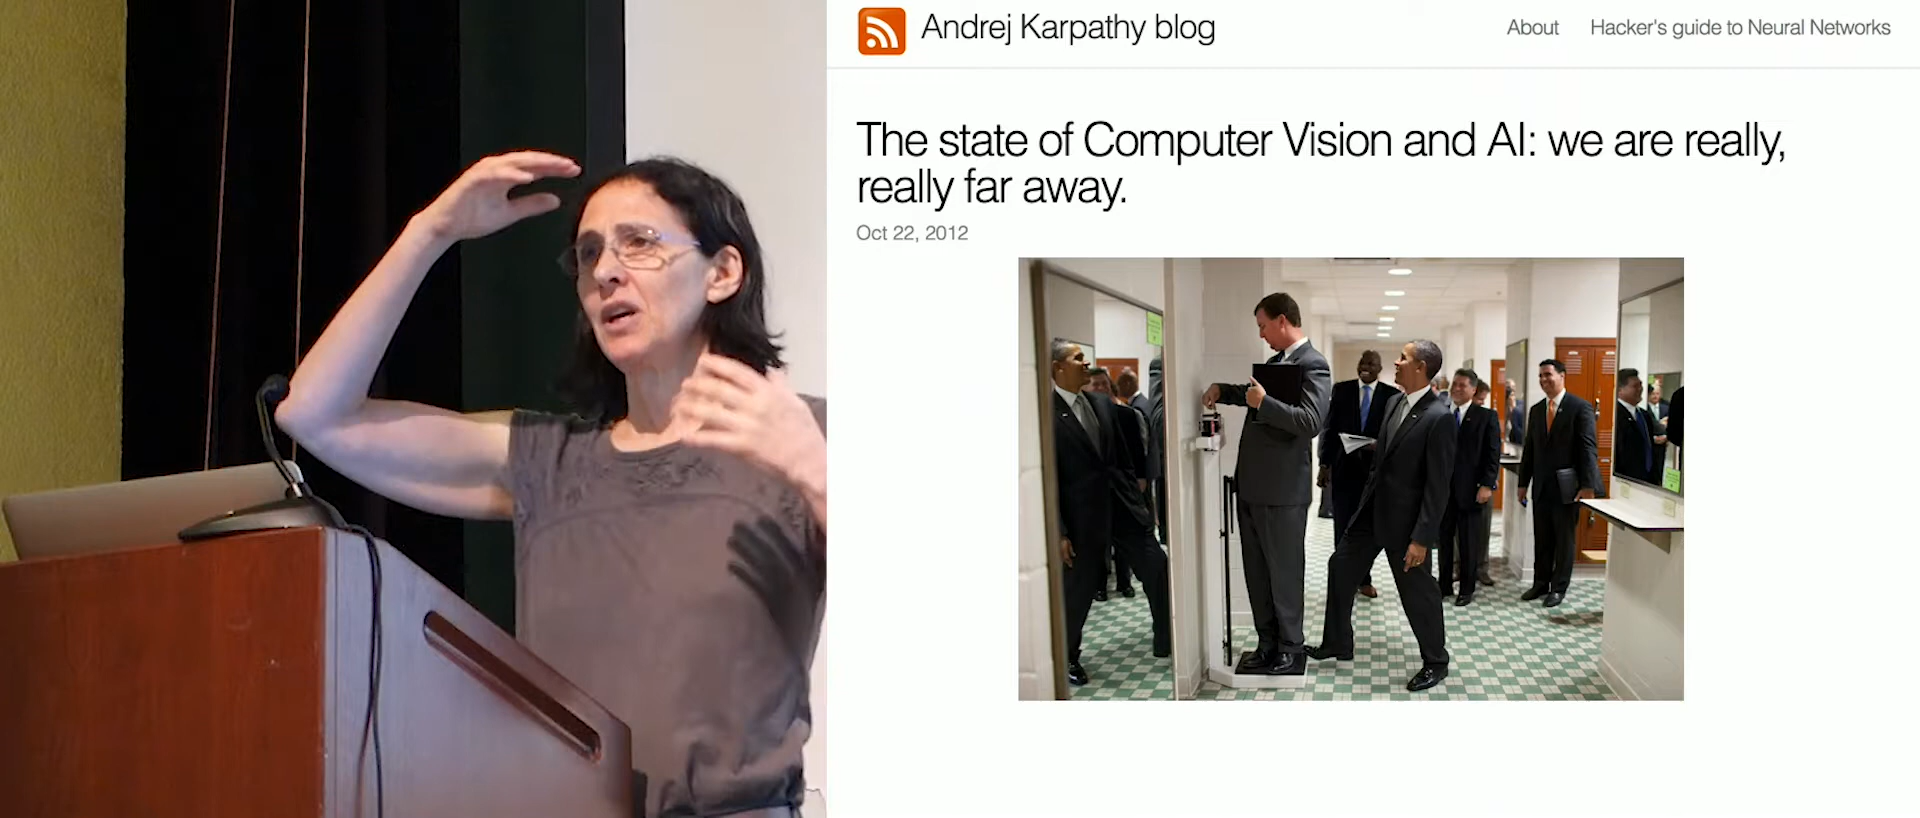 Andrej Karpathy blog
About
Hacker's guide to Neural Networks
The state of Computer Vision and AI: we are really,
really far away.
Oct 22, 2012